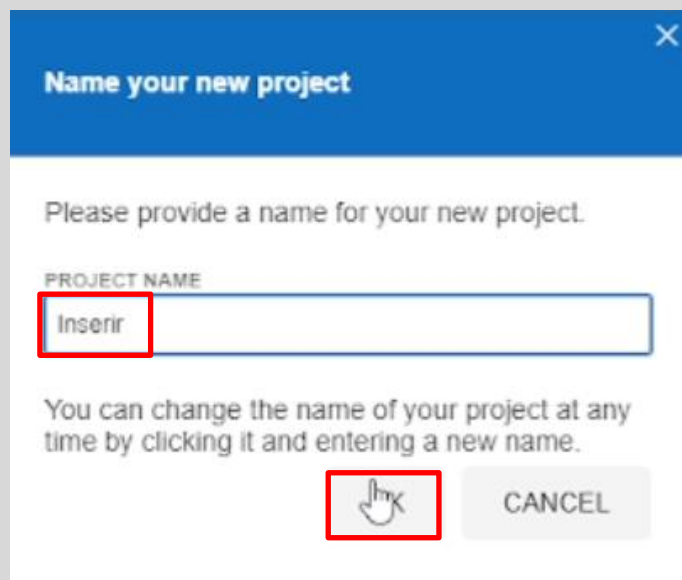 Name your new project
Please provide a name for your new project.
PROJECT NAME
Inserir
You can change the name of your project at any
time by clicking it and entering a new name.
CANCEL